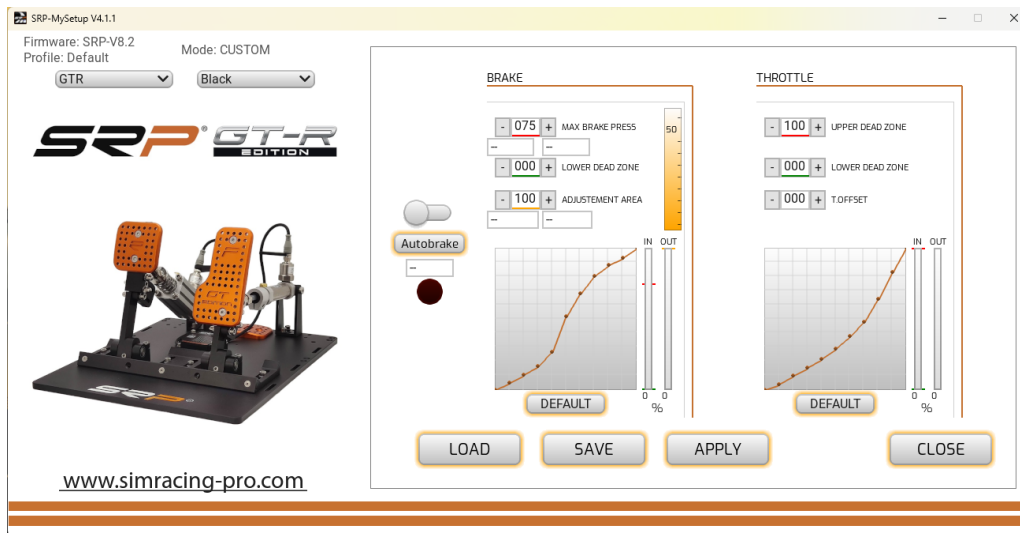 SRP-MySetup V4.1.1
Firmware: SRP-V8.2
Profile: Default
Mode: CUSTOM
GTR
Black
SRP GT-R
EDITION
BRAKE
- 075 + MAX BRAKE PRESS
--
--
- 000 + LOWER DEAD ZONE
- 100 + ADJUSTEMENT AREA
--
--
50
Autobrake
--
IN OUT
0 0
%
DEFAULT
THROTTLE
- 100 + UPPER DEAD ZONE
- 000 + LOWER DEAD ZONE
- 000 + T.OFFSET
IN OUT
0 0
%
DEFAULT
GT
EDITION
SRP
LOAD
SAVE
APPLY
CLOSE
www.simracing-pro.com